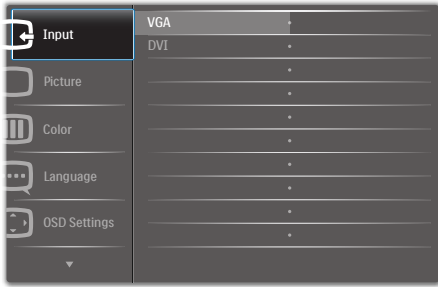 Input
Picture
Color
Language
OSD Settings
VGA
DVI